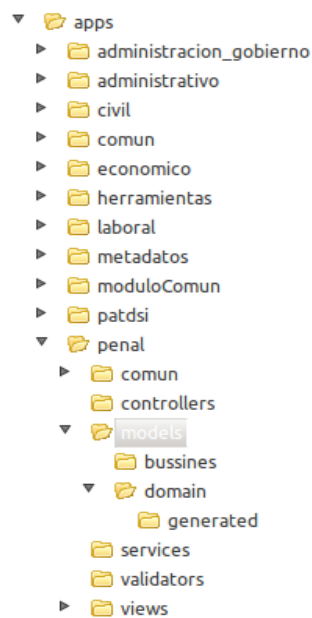 apps
administracion_gobierno
administrativo
civil
comun
economico
herramientas
laboral
metadatos
moduloComun
patdsi
penal
comun
controllers
models
bussines
domain
generated
services
validators
views